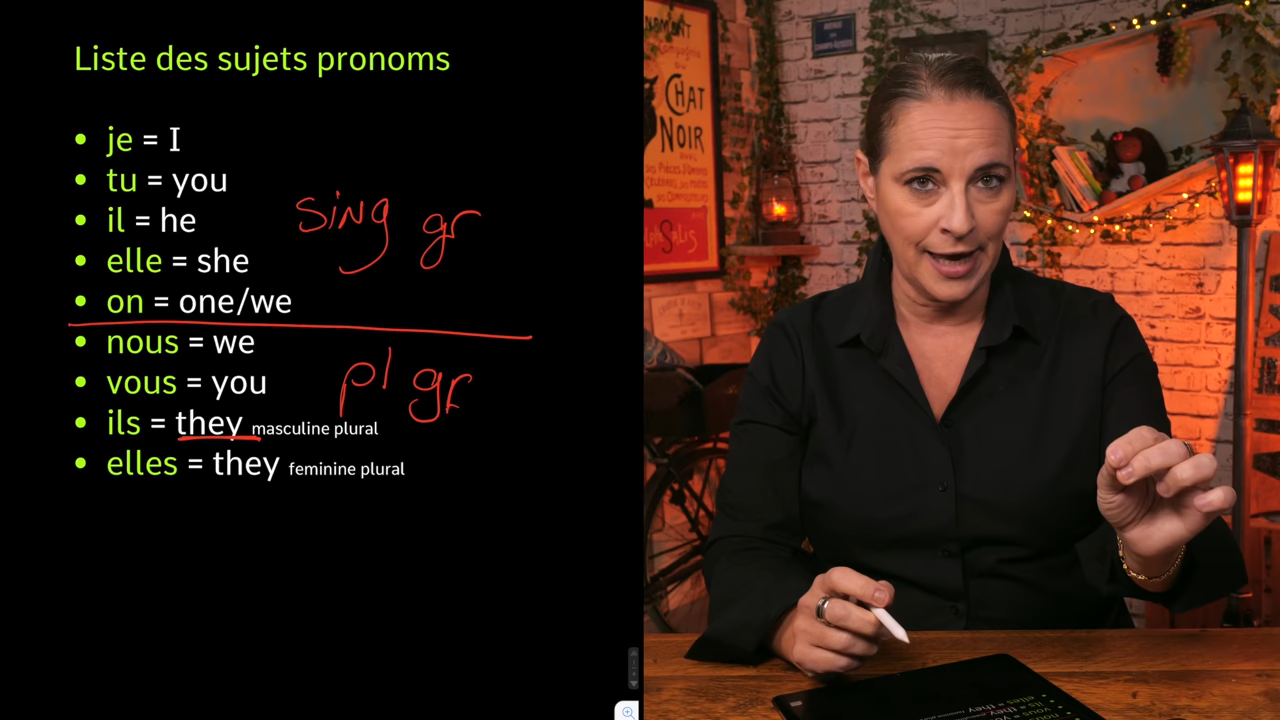 Liste des sujets pronoms
• je = I
• tu = you
• il = he
• elle = she
• on = one/we
sing gr
• nous = we
• vous = you
• ils = they masculine plural
• elles = they feminine plural
pl gr
AVENUE
CHAT
NOIR